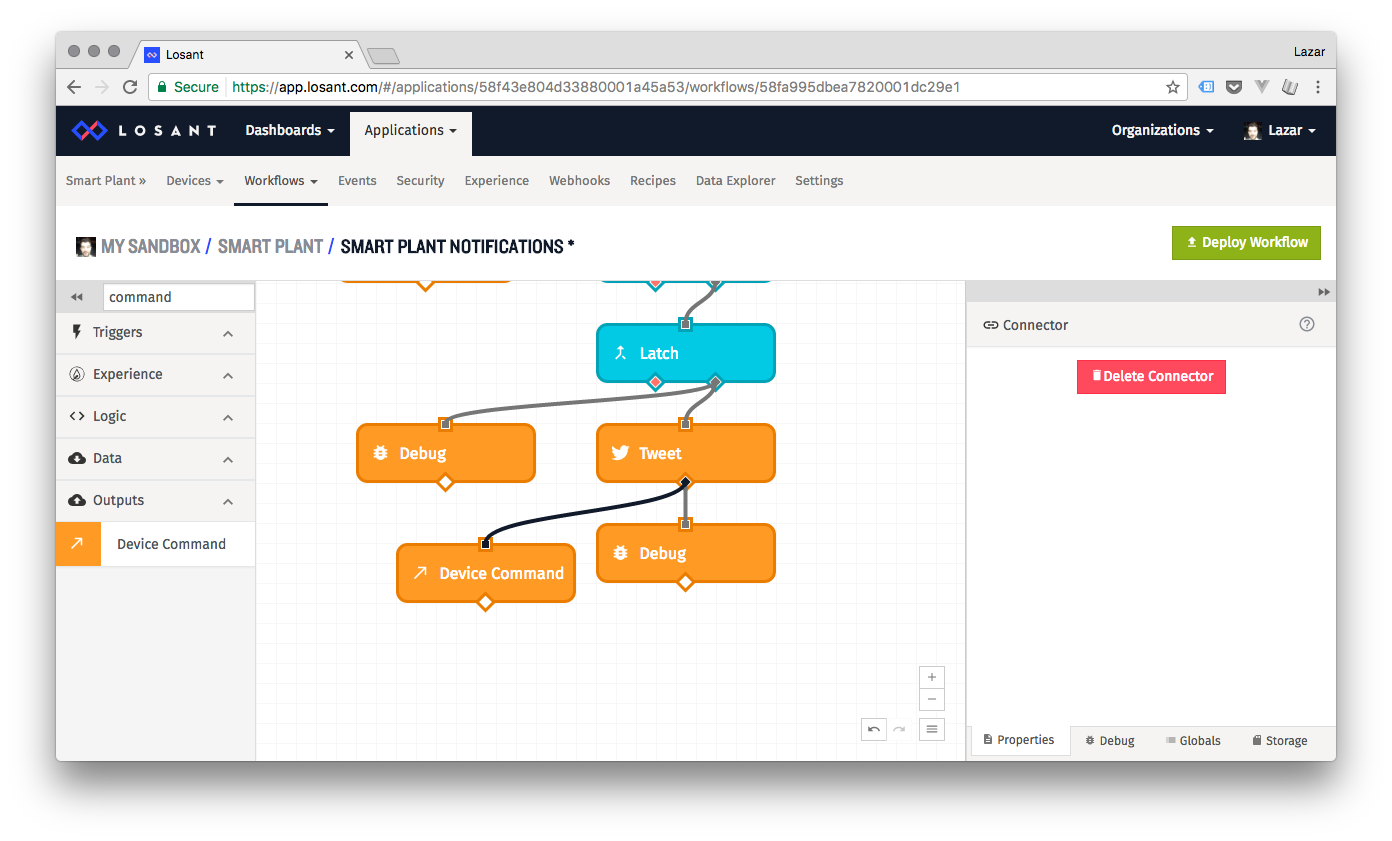 Losant
Lazar
Secure https://app.losant.com/#/applications/58f43e804d33880001a45a53/workflows/58fa995dbea7820001dc29e1
LOSANT Dashboards Applications Organizations Lazar
Smart Plant » Devices Workflows Events Security Experience Webhooks Recipes Data Explorer Settings
MY SANDBOX / SMART PLANT / SMART PLANT NOTIFICATIONS * Deploy Workflow
command
Triggers
Experience
Logic
Data
Outputs
Device Command
Latch
Debug
Tweet
Device Command
Debug
Connector
Delete Connector
Properties Debug Globals Storage